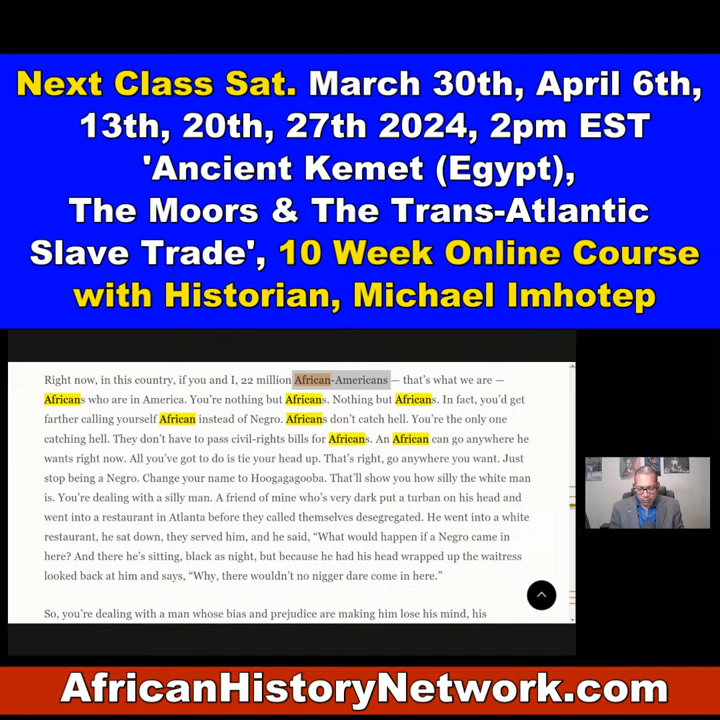 Next Class Sat. March 30th, April 6th,
13th, 20th, 27th 2024, 2pm EST
'Ancient Kemet (Egypt),
The Moors & The Trans-Atlantic
Slave Trade', 10 Week Online Course
with Historian, Michael Imhotep
Right now, in this country, if you and I, 22 million African-Americans — that's what we are —
Africans who are in America. You're nothing but Africans. Nothing but Africans. In fact, you'd get
farther calling yourself African instead of Negro. Africans don't catch hell. You're the only one
catching hell. They don't have to pass civil-rights bills for Africans. An African can go anywhere he
wants right now. All you've got to do is tie your head up. That's right, go anywhere you want. Just
stop being a Negro. Change your name to Hoogagagooba. That'll show you how silly the white man
is. You're dealing with a silly man. A friend of mine who's very dark put a turban on his head and
went into a restaurant in Atlanta before they called themselves desegregated. He went into a white
restaurant, he sat down, they served him, and he said, “What would happen if a Negro came in
here? And there he's sitting, black as night, but because he had his head wrapped up the waitress
looked back at him and says, “Why, there wouldn't no nigger dare come in here.”
So, you're dealing with a man whose bias and prejudice are making him lose his mind, his
AfricanHistoryNetwork.com